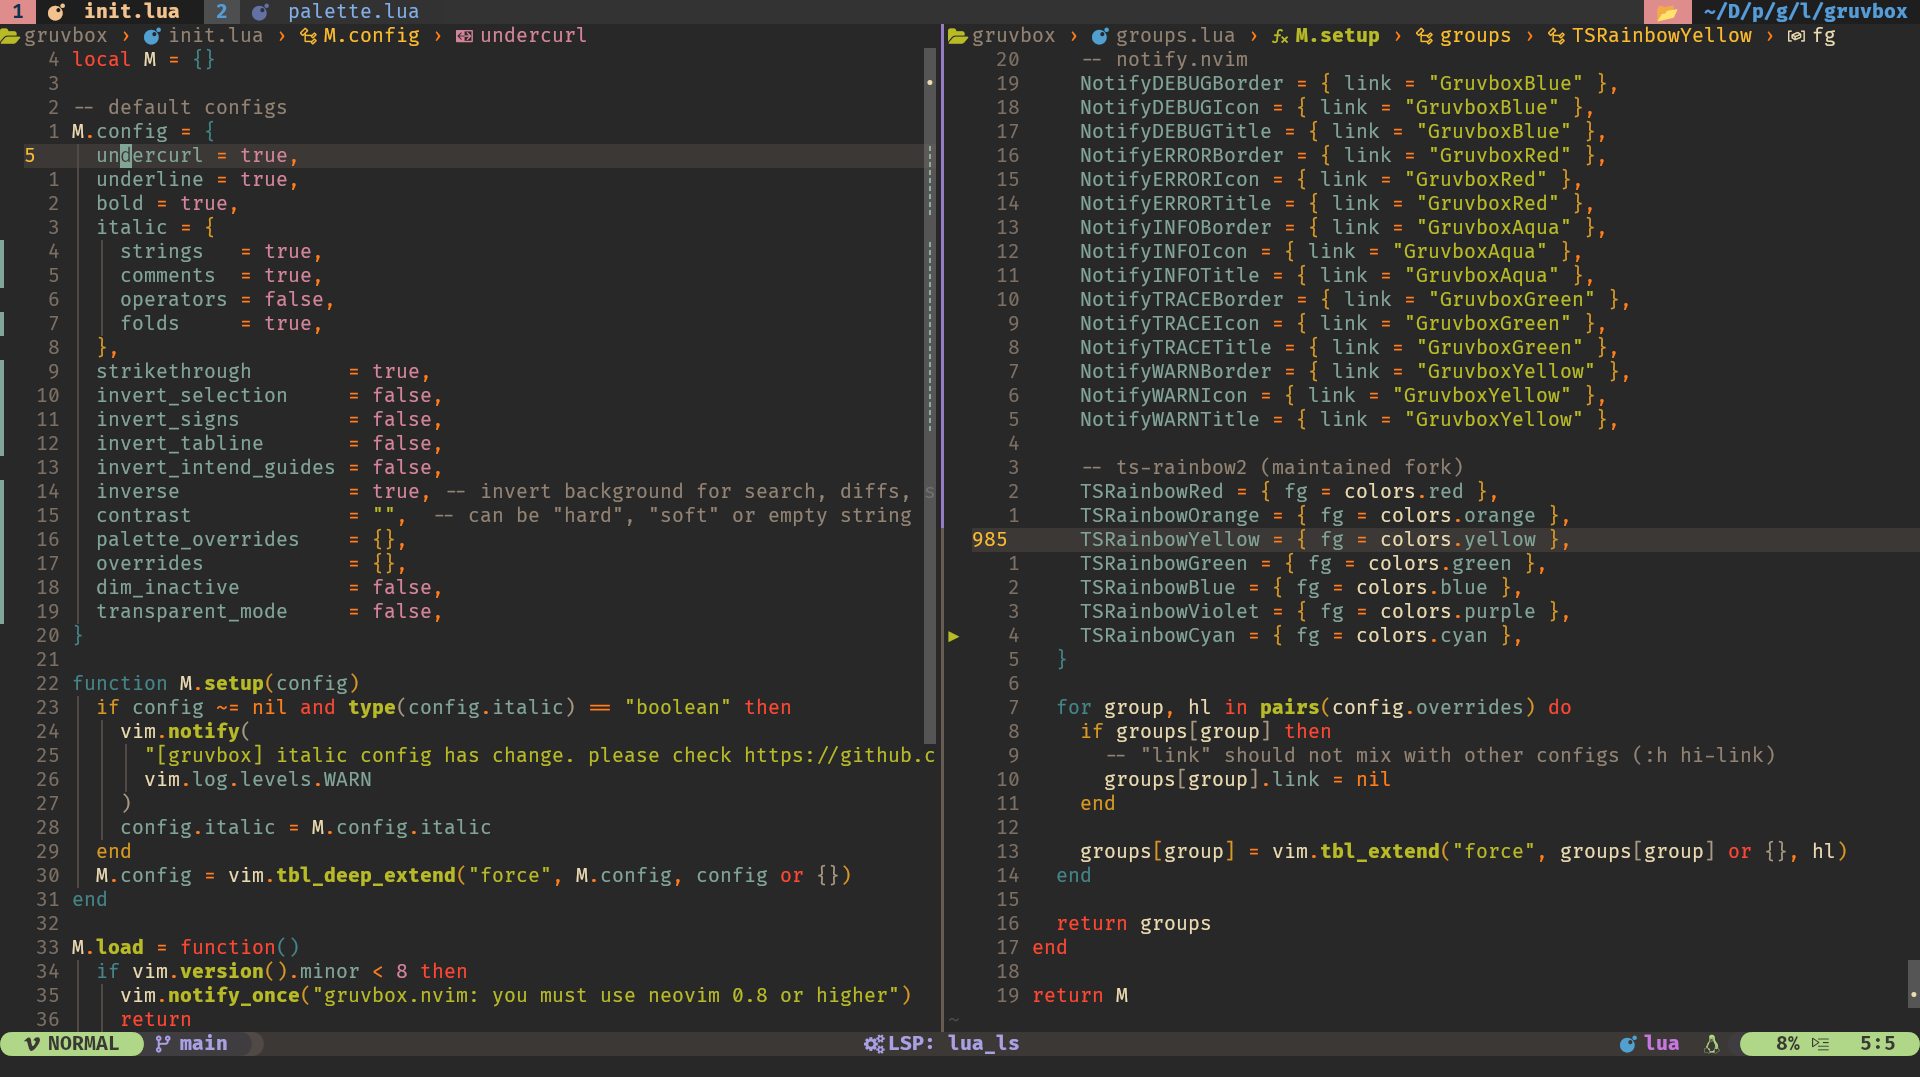 1 init.lua 2 palette.lua ~/D/p/g/l/gruvbox
gruvbox › init.lua › M.config › undercurl
4 local M = {}
3
2 -- default configs
1 M.config = {
5 undercurl = true,
1 underline = true,
2 bold = true,
3 italic = {
4 strings   = true,
5 comments  = true,
6 operators = false,
7 folds     = true,
8 },
9 strikethrough        = true,
10 invert_selection     = false,
11 invert_signs         = false,
12 invert_tabline       = false,
13 invert_intend_guides = false,
14 inverse              = true, -- invert background for search, diffs, s
15 contrast             = "",  -- can be "hard", "soft" or empty string
16 palette_overrides    = {},
17 overrides            = {},
18 dim_inactive         = false,
19 transparent_mode     = false,
20 }
21
22 function M.setup(config)
23 if config ~= nil and type(config.italic) == "boolean" then
24 vim.notify(
25 "[gruvbox] italic config has change. please check https://github.c
26 vim.log.levels.WARN
27 )
28 config.italic = M.config.italic
29 end
30 M.config = vim.tbl_deep_extend("force", M.config, config or {})
31 end
32
33 M.load = function()
34 if vim.version().minor < 8 then
35 vim.notify_once("gruvbox.nvim: you must use neovim 0.8 or higher")
36 return
gruvbox › groups.lua › M.setup › groups › TSRainbowYellow › fg
20 -- notify.nvim
19 NotifyDEBUGBorder = { link = "GruvboxBlue" },
18 NotifyDEBUGIcon = { link = "GruvboxBlue" },
17 NotifyDEBUGTitle = { link = "GruvboxBlue" },
16 NotifyERRORBorder = { link = "GruvboxRed" },
15 NotifyERRORIcon = { link = "GruvboxRed" },
14 NotifyERRORTitle = { link = "GruvboxRed" },
13 NotifyINFOBorder = { link = "GruvboxAqua" },
12 NotifyINFOIcon = { link = "GruvboxAqua" },
11 NotifyINFOTitle = { link = "GruvboxAqua" },
10 NotifyTRACEBorder = { link = "GruvboxGreen" },
9 NotifyTRACEIcon = { link = "GruvboxGreen" },
8 NotifyTRACETitle = { link = "GruvboxGreen" },
7 NotifyWARNBorder = { link = "GruvboxYellow" },
6 NotifyWARNIcon = { link = "GruvboxYellow" },
5 NotifyWARNTitle = { link = "GruvboxYellow" },
4
3 -- ts-rainbow2 (maintained fork)
2 TSRainbowRed = { fg = colors.red },
1 TSRainbowOrange = { fg = colors.orange },
985 TSRainbowYellow = { fg = colors.yellow },
1 TSRainbowGreen = { fg = colors.green },
2 TSRainbowBlue = { fg = colors.blue },
3 TSRainbowViolet = { fg = colors.purple },
4 TSRainbowCyan = { fg = colors.cyan },
5 }
6
7 for group, hl in pairs(config.overrides) do
8 if groups[group] then
9 -- "link" should not mix with other configs (:h hi-link)
10 groups[group].link = nil
11 end
12
13 groups[group] = vim.tbl_extend("force", groups[group] or {}, hl)
14 end
15
16 return groups
17 end
18
19 return M
~
NORMAL main LSP: lua_ls lua 8% 5:5